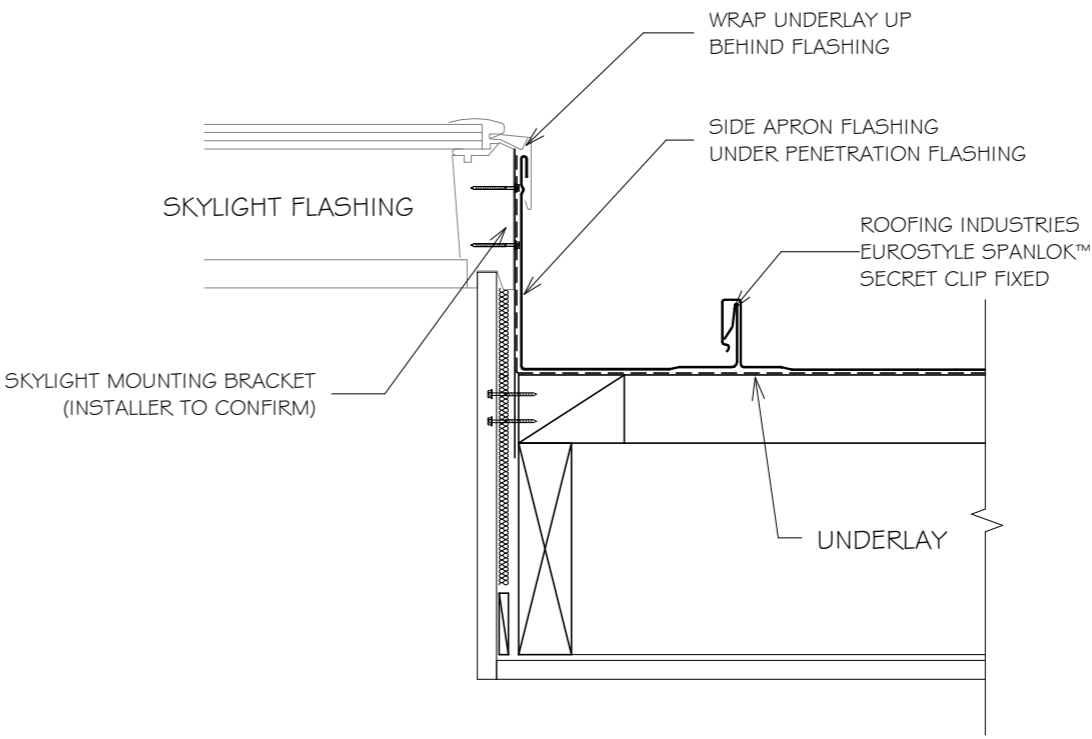 WRAP UNDERLAY UP
BEHIND FLASHING
SIDE APRON FLASHING
UNDER PENETRATION FLASHING
SKYLIGHT FLASHING
ROOFING INDUSTRIES
EUROSTYLE SPANLOK™
SECRET CLIP FIXED
SKYLIGHT MOUNTING BRACKET
(INSTALLER TO CONFIRM)
UNDERLAY